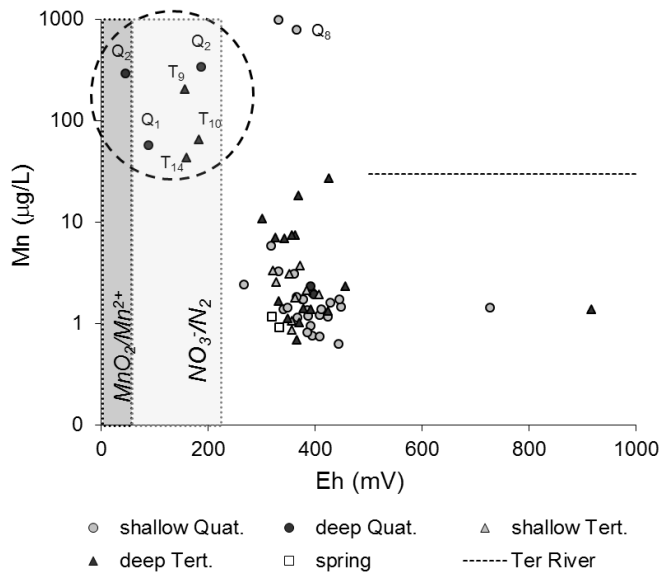 1000
Q2
Q2
Q8
T9
100
Q1
T10
T14
Mn (µg/L)
10
1
MnO2/Mn2+
NO3-/N2
0
0 200 400 600 800 1000
Eh (mV)
shallow Quat. deep Quat. shallow Tert.
deep Tert. spring Ter River